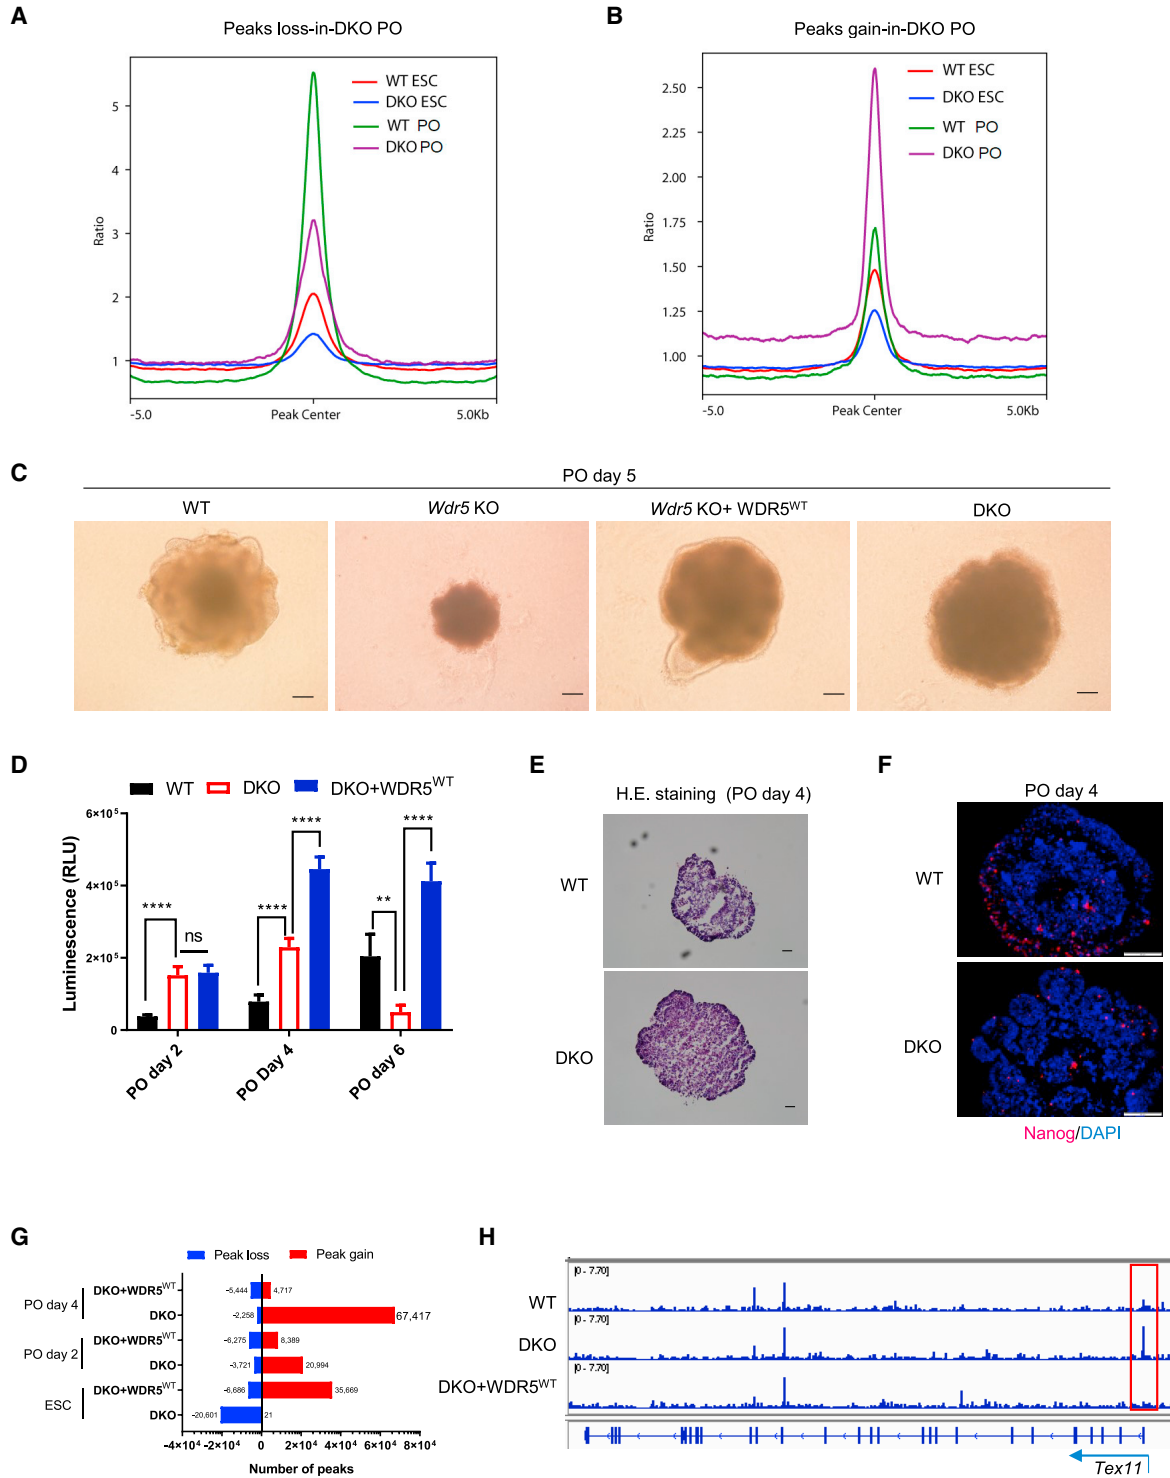 A
Peaks loss-in-DKO PO
WT ESC
DKO ESC
WT PO
DKO PO
5
4
3
2
1
Ratio
-5.0
Peak Center
5.0Kb
B
Peaks gain-in-DKO PO
WT ESC
DKO ESC
WT PO
DKO PO
2.50
2.25
2.00
1.75
1.50
1.25
1.00
Ratio
-5.0
Peak Center
5.0Kb
C
PO day 5
WT
Wdr5 KO
Wdr5 KO+ WDR5WT
DKO
D
WT
DKO
DKO+WDR5WT
6×10⁵
4×10⁵
2×10⁵
0
Luminescence (RLU)
****
ns
****
****
**
****
PO day 2
PO Day 4
PO day 6
E
H.E. staining (PO day 4)
WT
DKO
F
PO day 4
WT
DKO
Nanog/DAPI
G
Peak loss
Peak gain
PO day 4
DKO+WDR5WT
-5,444
4,717
DKO
-2,258
67,417
PO day 2
DKO+WDR5WT
-6,275
8,389
DKO
-3,721
20,994
ESC
DKO+WDR5WT
-6,686
35,669
DKO
-20,601
21
-4×10⁴
-2×10⁴
0
2×10⁴
4×10⁴
6×10⁴
8×10⁴
Number of peaks
H
WT
[0 - 7.70]
DKO
[0 - 7.70]
DKO+WDR5WT
[0 - 7.70]
Tex11